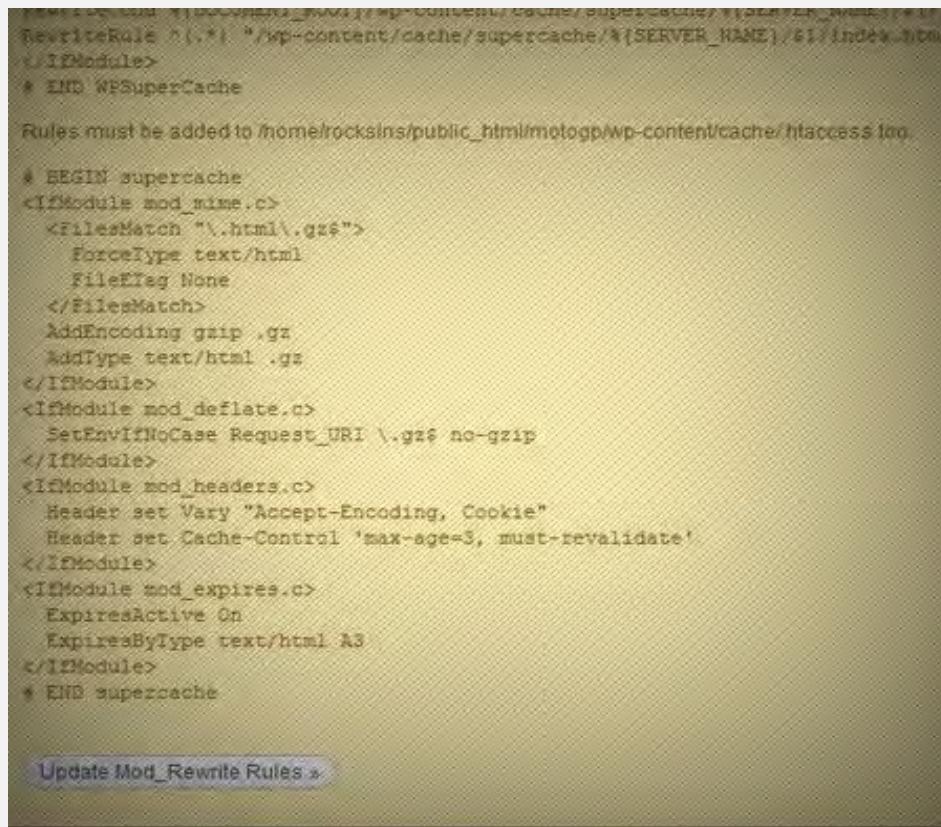 RewriteRule ^(.*) "/wp-content/cache/supercache/%{SERVER_NAME}/$1/index.htm
</IfModule>
# END WPSuperCache
Rules must be added to /home/rocksins/public_html/motogp/wp-content/cache/.htaccess too.
# BEGIN supercache
<IfModule mod_mime.c>
<FilesMatch "\.html\.gz$">
ForceType text/html
FileETag None
</FilesMatch>
AddEncoding gzip .gz
AddType text/html .gz
</IfModule>
<IfModule mod_deflate.c>
SetEnvIfNoCase Request_URI \.gz$ no-gzip
</IfModule>
<IfModule mod_headers.c>
Header set Vary "Accept-Encoding, Cookie"
Header set Cache-Control 'max-age=3, must-revalidate'
</IfModule>
<IfModule mod_expires.c>
ExpiresActive On
ExpiresByType text/html A3
</IfModule>
# END supercache
Update Mod_Rewrite Rules »